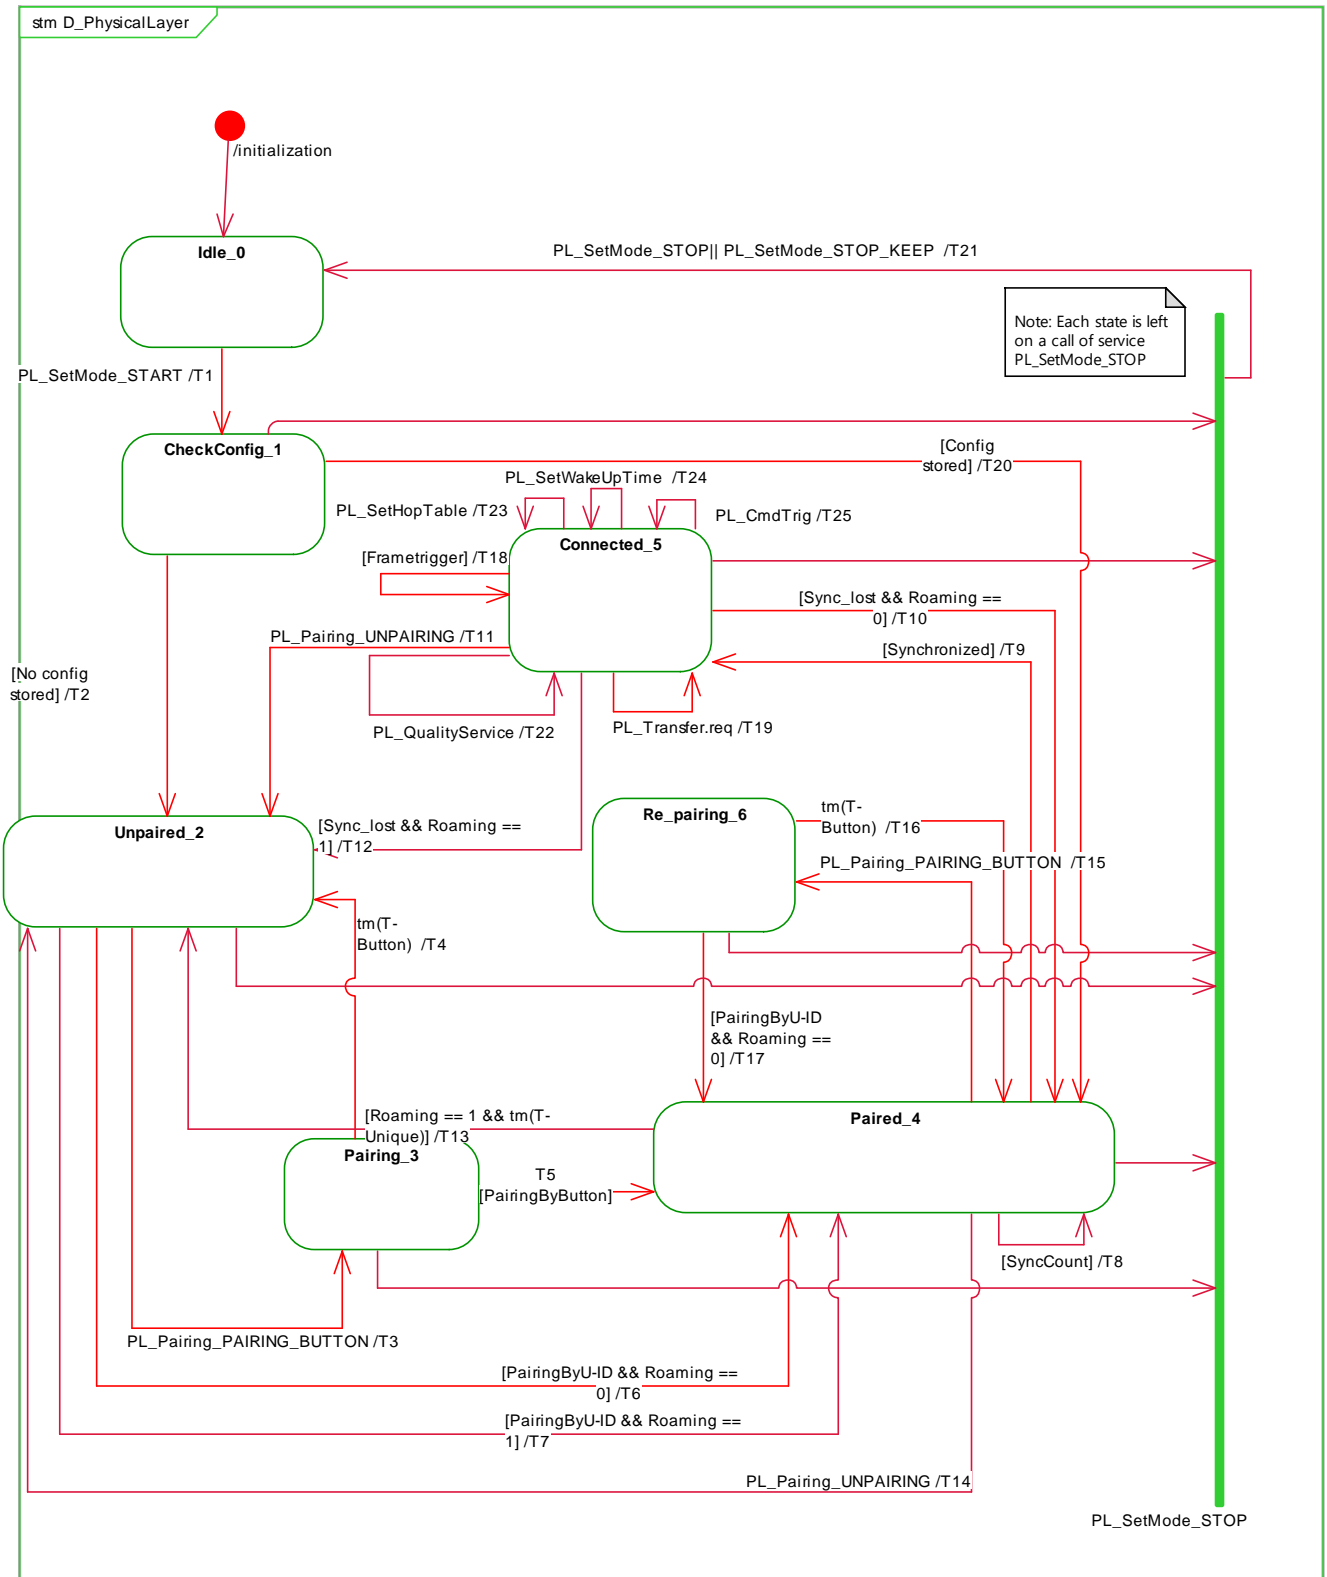 stm D_PhysicalLayer
/initialization
Idle_0
PL_SetMode_STOP|| PL_SetMode_STOP_KEEP /T21
Note: Each state is left
on a call of service
PL_SetMode_STOP
PL_SetMode_START /T1
CheckConfig_1
[Config
stored] /T20
PL_SetWakeUpTime /T24
PL_SetHopTable /T23
PL_CmdTrig /T25
Connected_5
[Frametrigger] /T18
[Sync_lost && Roaming ==
0] /T10
PL_Pairing_UNPAIRING /T11
[Synchronized] /T9
[No config
stored] /T2
PL_QualityService /T22
PL_Transfer.req /T19
Unpaired_2
[Sync_lost && Roaming ==
1] /T12
Re_pairing_6
tm(T-
Button) /T16
PL_Pairing_PAIRING_BUTTON /T15
tm(T-
Button) /T4
[PairingByU-ID
&& Roaming ==
0] /T17
[Roaming == 1 && tm(T-
Unique)] /T13
Pairing_3
Paired_4
T5
[PairingByButton]
[SyncCount] /T8
PL_Pairing_PAIRING_BUTTON /T3
[PairingByU-ID && Roaming ==
0] /T6
[PairingByU-ID && Roaming ==
1] /T7
PL_Pairing_UNPAIRING /T14
PL_SetMode_STOP